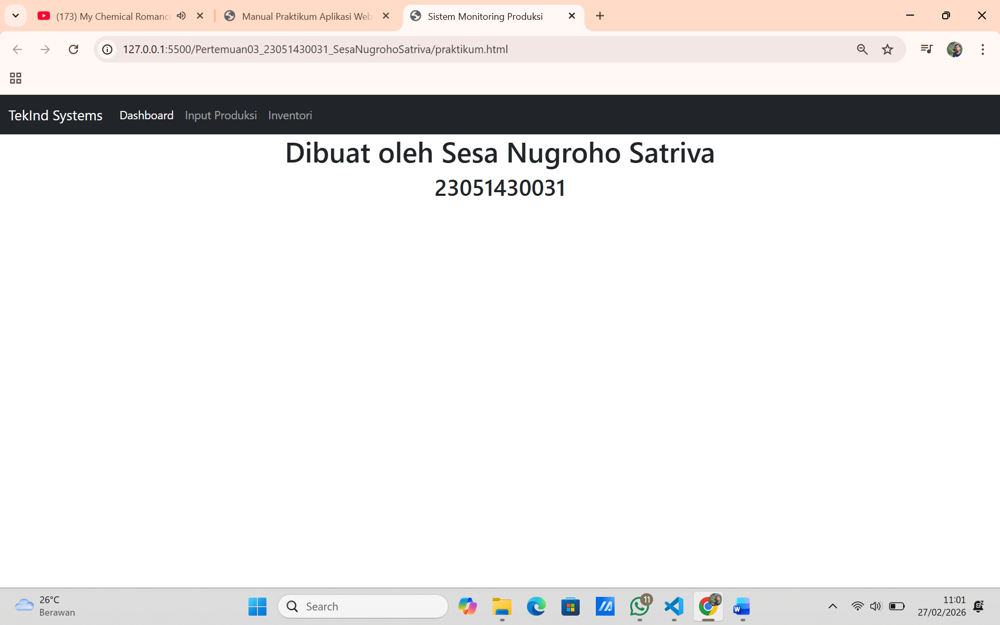 (173) My Chemical Romance
Manual Praktikum Aplikasi Web
Sistem Monitoring Produksi
127.0.0.1:5500/Pertemuan03_23051430031_SesaNugrohoSatriva/praktikum.html
TekInd Systems Dashboard Input Produksi Inventori
Dibuat oleh Sesa Nugroho Satriva
23051430031
26°C
Berawan
Search
11
11:01
27/02/2026